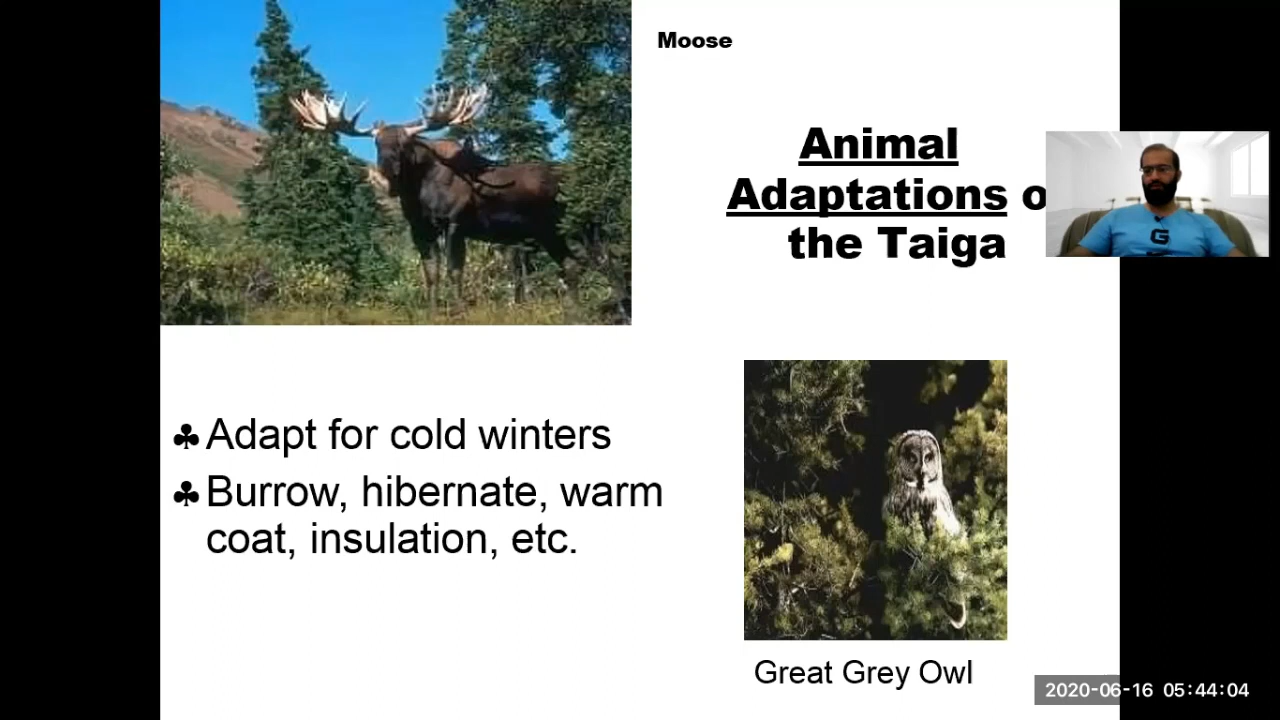 Moose
Animal
Adaptations o
the Taiga
G
♣Adapt for cold winters
♣Burrow, hibernate, warm
coat, insulation, etc.
Great Grey Owl
2020-06-16 05:44:04